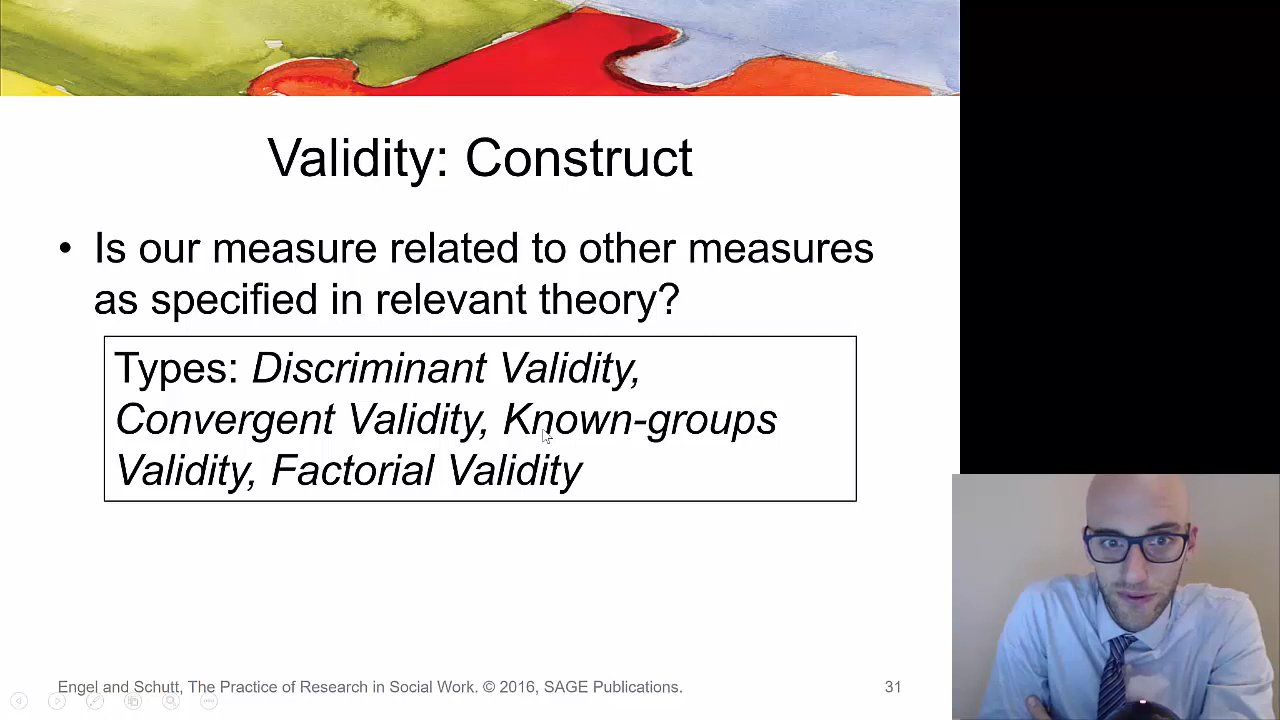 Validity: Construct
• Is our measure related to other measures
as specified in relevant theory?
Types: Discriminant Validity,
Convergent Validity, Known-groups
Validity, Factorial Validity
Engel and Schutt, The Practice of Research in Social Work. © 2016, SAGE Publications.
31